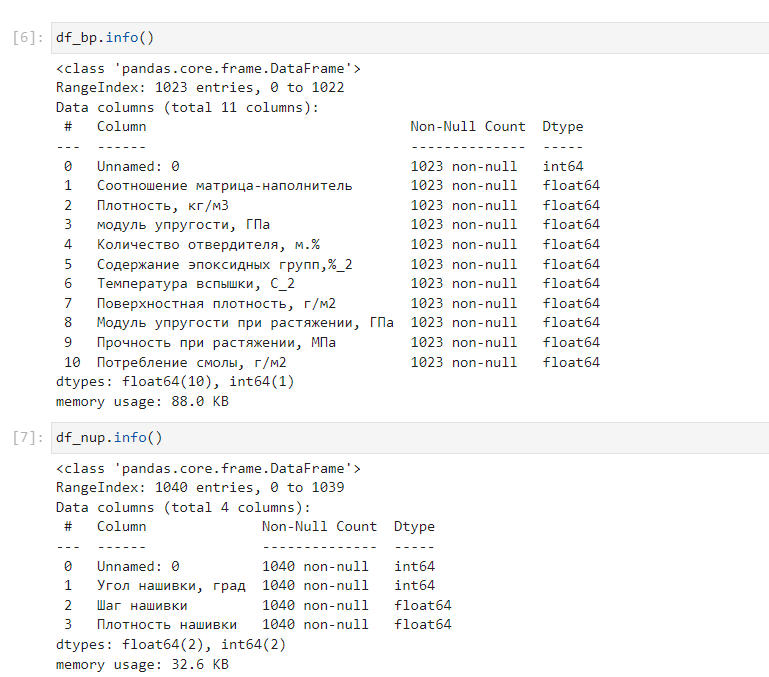 [6]: df_bp.info()
<class 'pandas.core.frame.DataFrame'>
RangeIndex: 1023 entries, 0 to 1022
Data columns (total 11 columns):
 #   Column                                Non-Null Count  Dtype
---  ------                                --------------  -----
 0   Unnamed: 0                            1023 non-null   int64
 1   Соотношение матрица-наполнитель       1023 non-null   float64
 2   Плотность, кг/м3                      1023 non-null   float64
 3   модуль упругости, ГПа                 1023 non-null   float64
 4   Количество отвердителя, м.%           1023 non-null   float64
 5   Содержание эпоксидных групп,%_2       1023 non-null   float64
 6   Температура вспышки, С_2              1023 non-null   float64
 7   Поверхностная плотность, г/м2         1023 non-null   float64
 8   Модуль упругости при растяжении, ГПа  1023 non-null   float64
 9   Прочность при растяжении, МПа         1023 non-null   float64
 10  Потребление смолы, г/м2               1023 non-null   float64
dtypes: float64(10), int64(1)
memory usage: 88.0 KB
[7]: df_nup.info()
<class 'pandas.core.frame.DataFrame'>
RangeIndex: 1040 entries, 0 to 1039
Data columns (total 4 columns):
 #   Column              Non-Null Count  Dtype
---  ------              --------------  -----
 0   Unnamed: 0          1040 non-null   int64
 1   Угол нашивки, град  1040 non-null   int64
 2   Шаг нашивки         1040 non-null   float64
 3   Плотность нашивки   1040 non-null   float64
dtypes: float64(2), int64(2)
memory usage: 32.6 KB